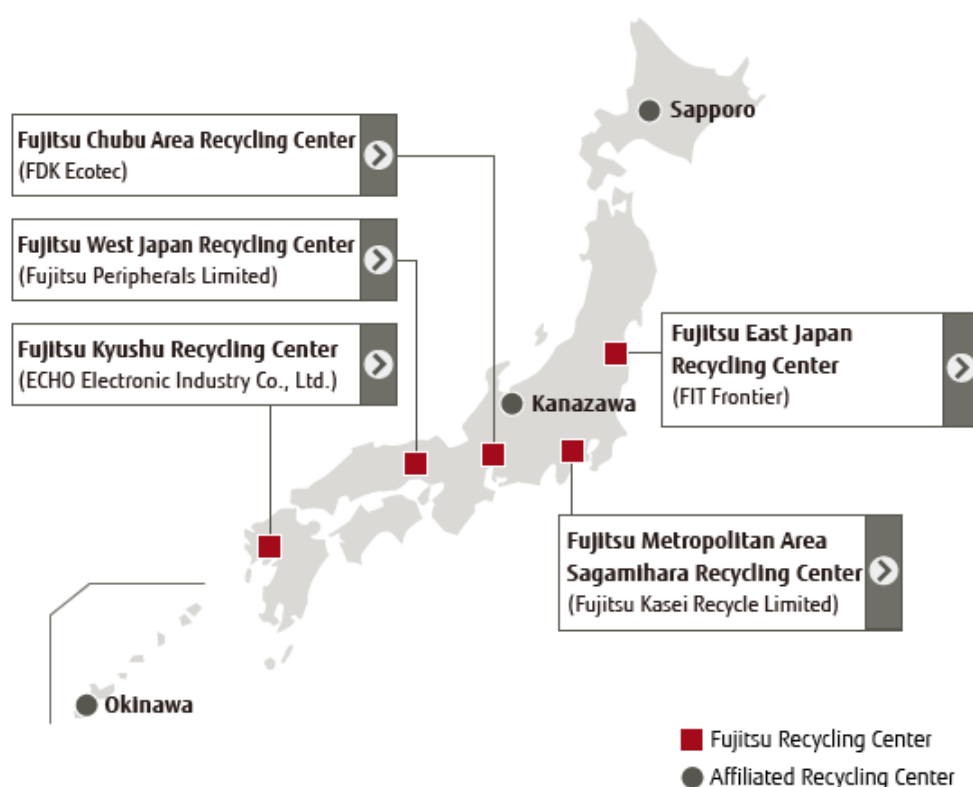 Sapporo
Fujitsu Chubu Area Recycling Center
(FDK Ecotec)
Fujitsu West Japan Recycling Center
(Fujitsu Peripherals Limited)
Fujitsu Kyushu Recycling Center
(ECHO Electronic Industry Co., Ltd.)
Fujitsu East Japan
Recycling Center
(FIT Frontier)
Kanazawa
Fujitsu Metropolitan Area
Sagamihara Recycling Center
(Fujitsu Kasei Recycle Limited)
Okinawa
Fujitsu Recycling Center
Affiliated Recycling Center